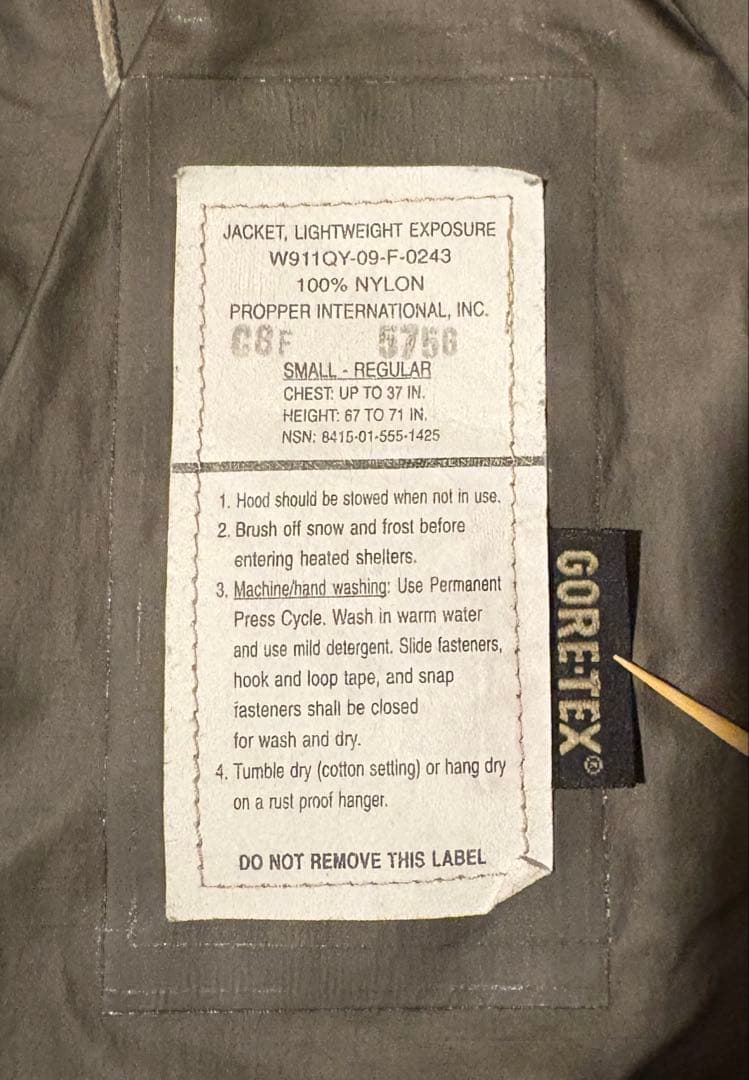 JACKET, LIGHTWEIGHT EXPOSURE
W911QY-09-F-0243
100% NYLON
PROPPER INTERNATIONAL, INC.
C8F 5756
SMALL - REGULAR
CHEST: UP TO 37 IN.
HEIGHT: 67 TO 71 IN.
NSN: 8415-01-555-1425
1. Hood should be stowed when not in use.
2. Brush off snow and frost before
entering heated shelters.
3. Machine/hand washing: Use Permanent
Press Cycle. Wash in warm water
and use mild detergent. Slide fasteners,
hook and loop tape, and snap
fasteners shall be closed
for wash and dry.
4. Tumble dry (cotton setting) or hang dry
on a rust proof hanger.
DO NOT REMOVE THIS LABEL
GORE-TEX®